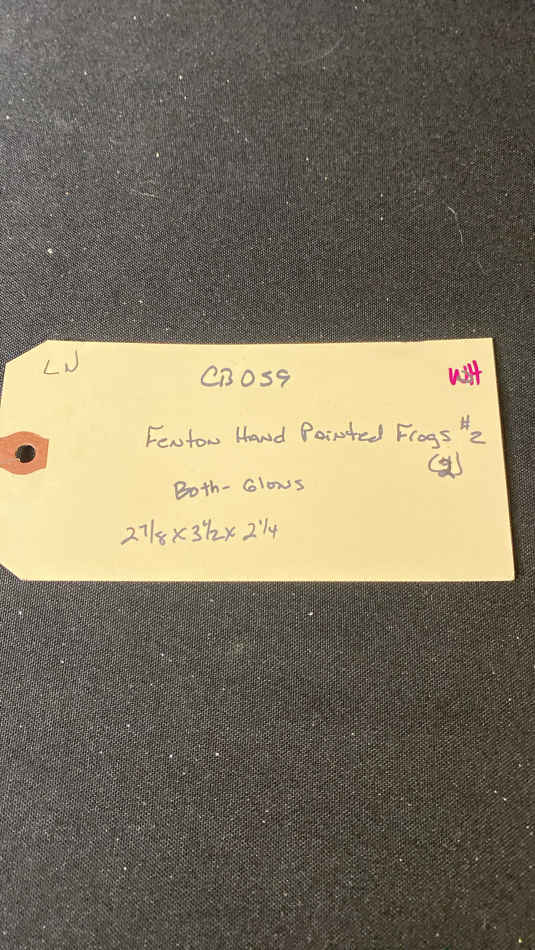 LN
CB059 WH
Fenton Hand Painted Frogs #2
(2)
Both - Glows
2 7/8 x 3 1/2 x 2 1/4